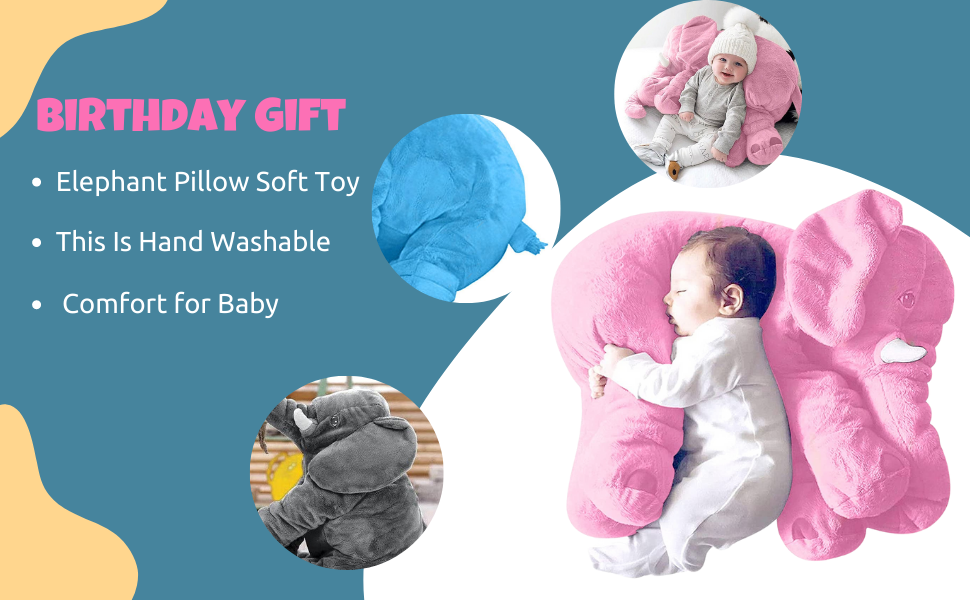 BIRTHDAY GIFT
• Elephant Pillow Soft Toy
• This Is Hand Washable
• Comfort for Baby